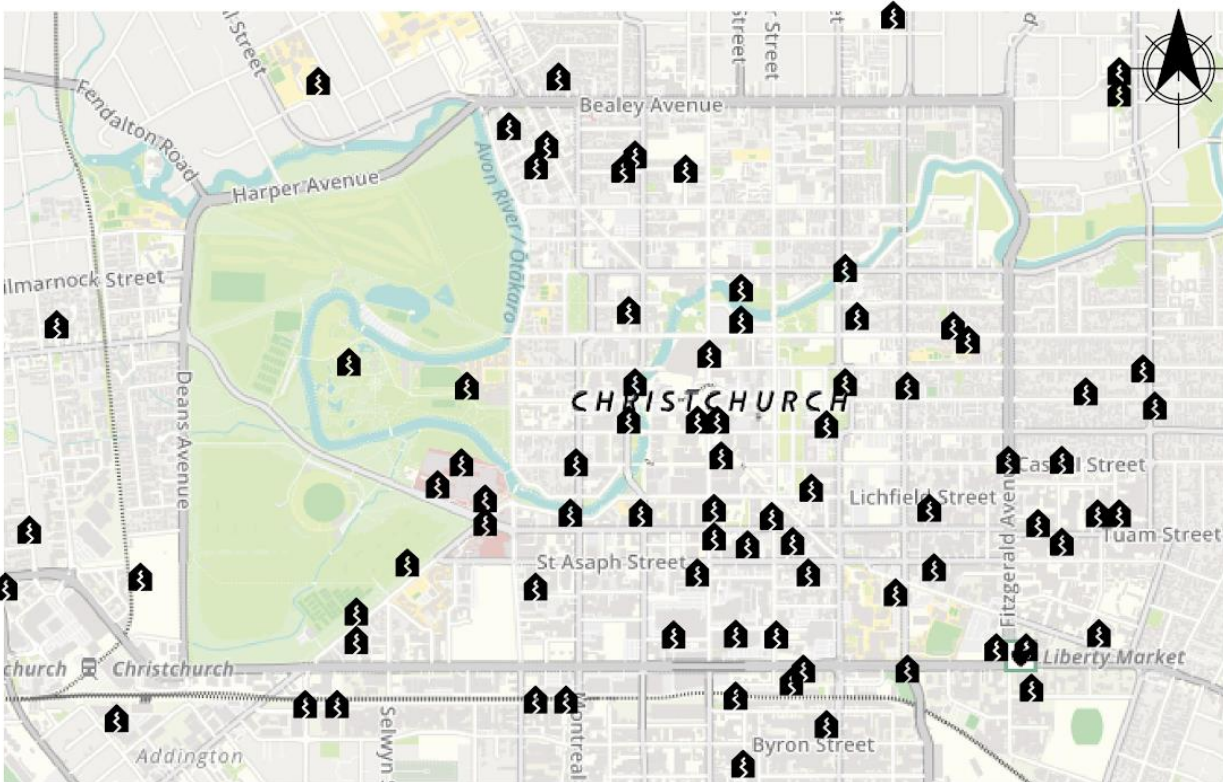 Street
Street
Bealey Avenue
Fendalton Road
Harper Avenue
Avon River / Ōtākaro
ilmarnock Street
Deans Avenue
CHRISTCHURCH
Lichfield Street
Tuam Street
St Asaph Street
Fitzgerald Avenue
Liberty Market
church
Christchurch
Selwyn
Montreal
Addington
Byron Street